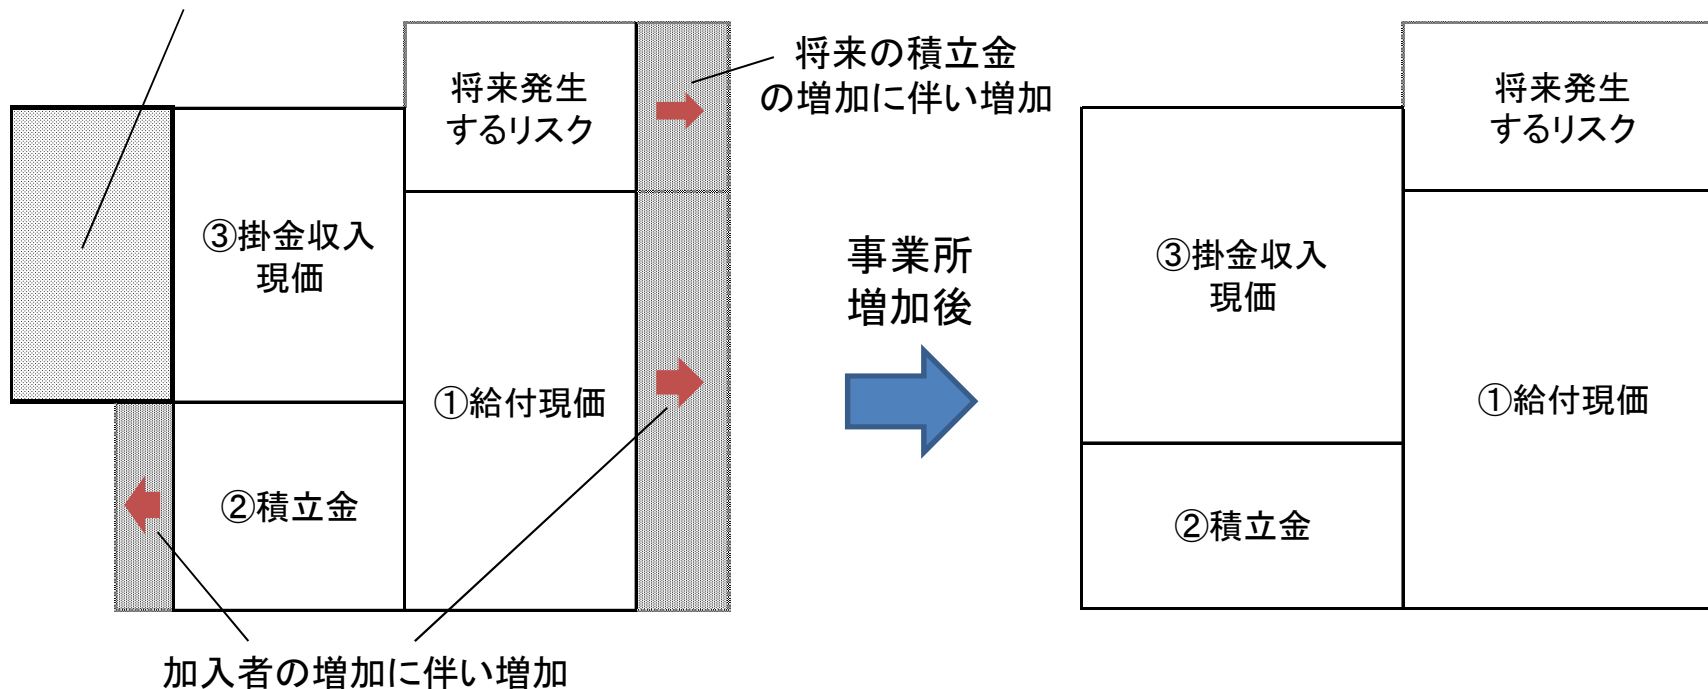 将来発生
するリスク
将来の積立金
の増加に伴い増加
③掛金収入
現価
①給付現価
②積立金
加入者の増加に伴い増加
事業所
増加後
将来発生
するリスク
③掛金収入
現価
①給付現価
②積立金